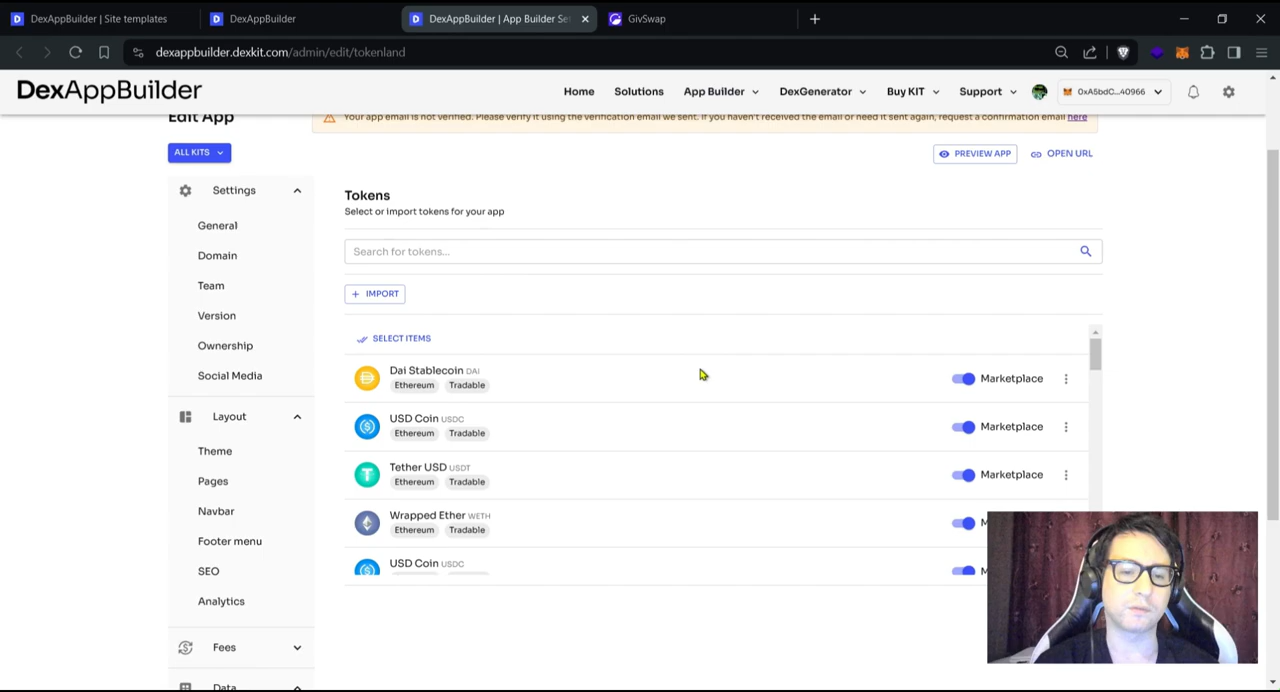 DexAppBuilder | Site templates
DexAppBuilder
DexAppBuilder | App Builder Se
GivSwap
dexappbuilder.dexkit.com/admin/edit/tokenland
DexAppBuilder
Home
Solutions
App Builder
DexGenerator
Buy KIT
Support
0xA5bdC...40966
Edit App
Your app email is not verified. Please verify it using the verification email we sent. If you haven't received the email or need it sent again, request a confirmation email here
ALL KITS
PREVIEW APP
OPEN URL
Settings
General
Domain
Team
Version
Ownership
Social Media
Layout
Theme
Pages
Navbar
Footer menu
SEO
Analytics
Fees
Data
Tokens
Select or import tokens for your app
Search for tokens...
+ IMPORT
SELECT ITEMS
Dai Stablecoin DAI
Ethereum Tradable
Marketplace
USD Coin USDC
Ethereum Tradable
Marketplace
Tether USD USDT
Ethereum Tradable
Marketplace
Wrapped Ether WETH
Ethereum Tradable
M
USD Coin USDC
M